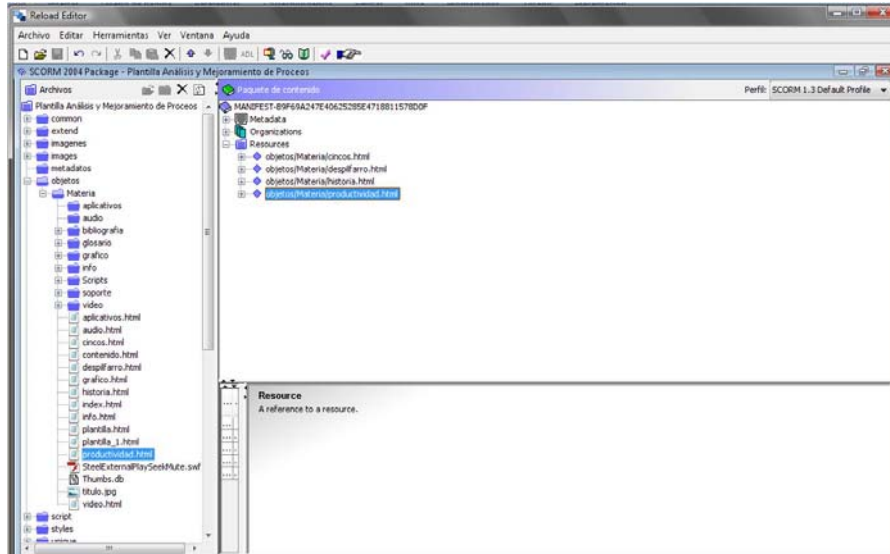 Reload Editor
Archivo Editar Herramientas Ver Ventana Ayuda
ADL
SCORM 2004 Package - Plantilla Análisis y Mejoramiento de Proceos
Archivos
Plantilla Análisis y Mejoramiento de Proceos
common
extend
imagenes
images
metadatos
objetos
Materia
aplicativos
audio
bibliografia
glosario
grafico
info
Scripts
soporte
video
aplicativos.html
audio.html
cincos.html
contenido.html
despilfarro.html
grafico.html
historia.html
index.html
info.html
plantilla.html
plantilla_1.html
productividad.html
SteelExternalPlaySeekMute.swf
Thumbs.db
titulo.jpg
video.html
script
styles
unique
Paquete de contenido
Perfil: SCORM 1.3 Default Profile
Metadata
Organizations
Resources
objetos/Materia/cincos.html
objetos/Materia/despilfarro.html
objetos/Materia/historia.html
objetos/Materia/productividad.html
Resource
A reference to a resource.